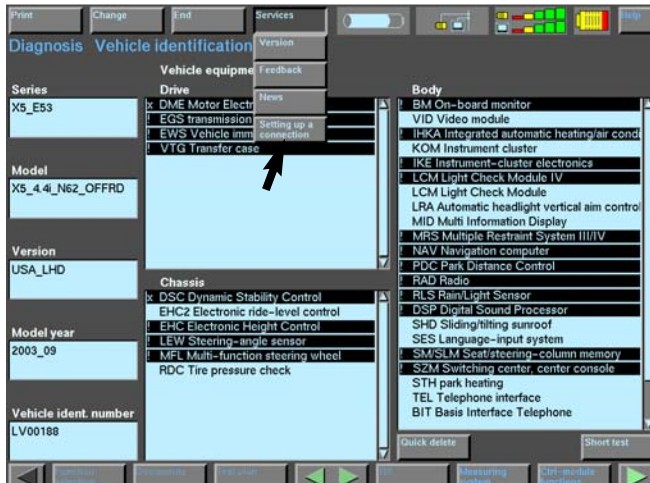 Print
Change
End
Services
Help
Diagnosis Vehicle identification
Version
Feedback
News
Setting up a
connection
Vehicle equipme
Series
X5_E53
Model
X5_4.4i_N62_OFFRD
Version
USA_LHD
Model year
2003_09
Vehicle ident. number
LV00188
Drive
x DME Motor Electr
! EGS transmission
! EWS Vehicle imm
! VTG Transfer case
Chassis
x DSC Dynamic Stability Control
EHC2 Electronic ride-level control
! EHC Electronic Height Control
! LEW Steering-angle sensor
! MFL Multi-function steering wheel
RDC Tire pressure check
Body
! BM On-board monitor
VID Video module
! IHKA Integrated automatic heating/air condi
KOM Instrument cluster
! IKE Instrument-cluster electronics
! LCM Light Check Module IV
LCM Light Check Module
LRA Automatic headlight vertical aim control
MID Multi Information Display
! MRS Multiple Restraint System III/IV
! NAV Navigation computer
! PDC Park Distance Control
! RAD Radio
! RLS Rain/Light Sensor
! DSP Digital Sound Processor
SHD Sliding/tilting sunroof
SES Language-input system
! SM/SLM Seat/steering-column memory
! SZM Switching center, center console
STH park heating
TEL Telephone interface
BIT Basis Interface Telephone
Quick delete
Short test
Function
selection
Documents
Test plan
Measuring
system
Ctrl-module
functions